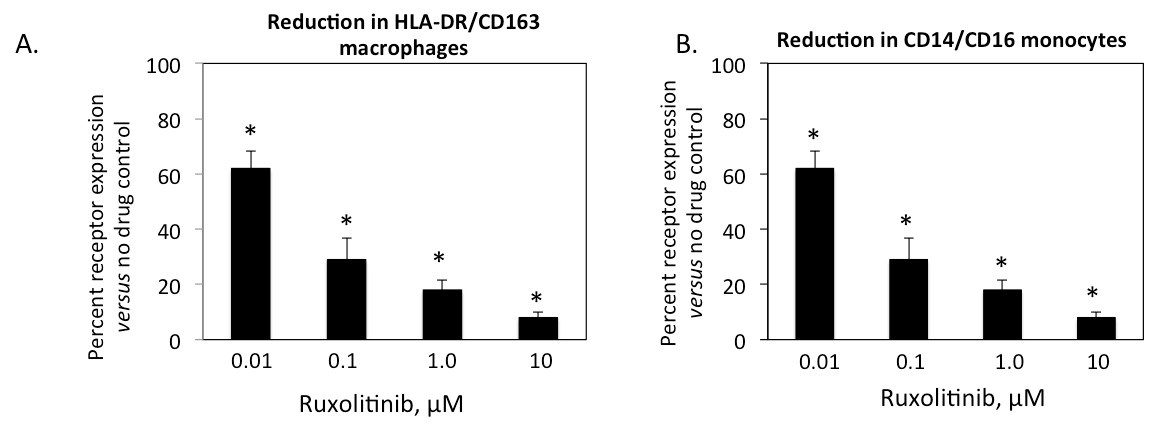 A.
Reduction in HLA-DR/CD163
macrophages
Percent receptor expression
versus no drug control
100
80
60
40
20
0
*
*
*
*
0.01 0.1 1.0 10
Ruxolitinib, µM
B.
Reduction in CD14/CD16 monocytes
Percent receptor expression
versus no drug control
100
80
60
40
20
0
*
*
*
*
0.01 0.1 1.0 10
Ruxolitinib, µM